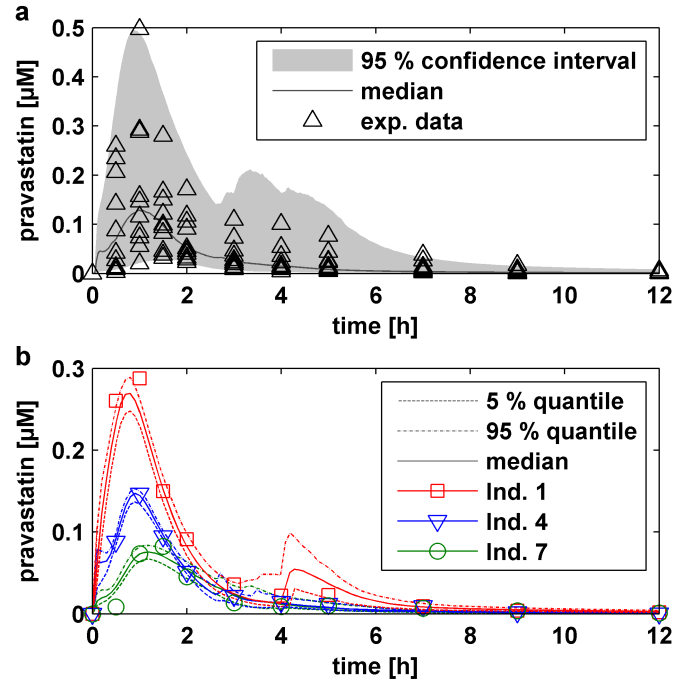 a
0.5
0.4
0.3
0.2
0.1
0
pravastatin [µM]
95 % confidence interval
median
exp. data
0 2 4 6 8 10 12
time [h]
b
0.3
0.2
0.1
0
pravastatin [µM]
5 % quantile
95 % quantile
median
Ind. 1
Ind. 4
Ind. 7
0 2 4 6 8 10 12
time [h]